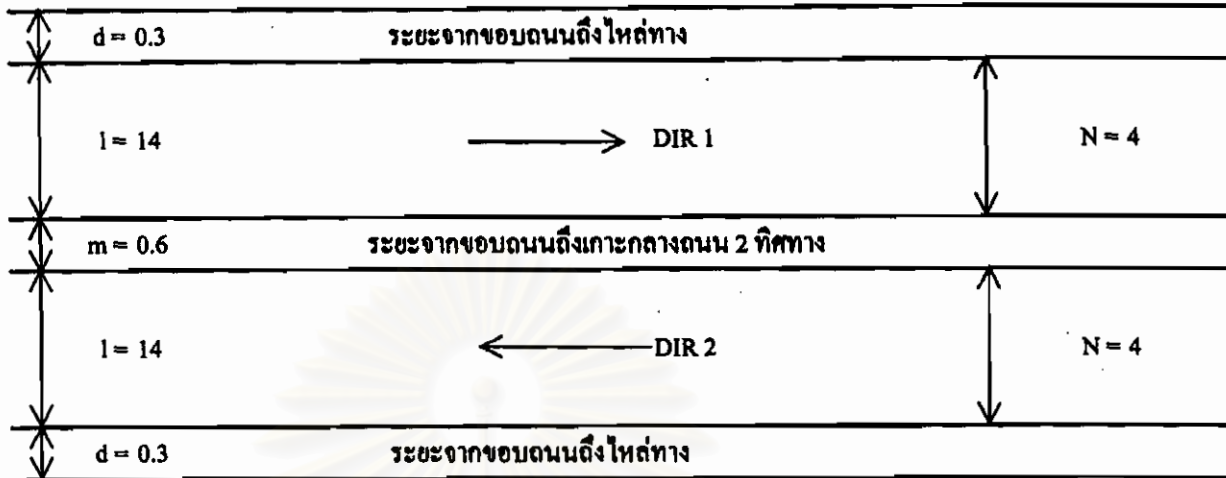 d = 0.3 ระยะจากขอบถนนถึงไหล่ทาง
l = 14 DIR 1 N = 4
m = 0.6 ระยะจากขอบถนนถึงเกาะกลางถนน 2 ทิศทาง
l = 14 DIR 2 N = 4
d = 0.3 ระยะจากขอบถนนถึงไหล่ทาง